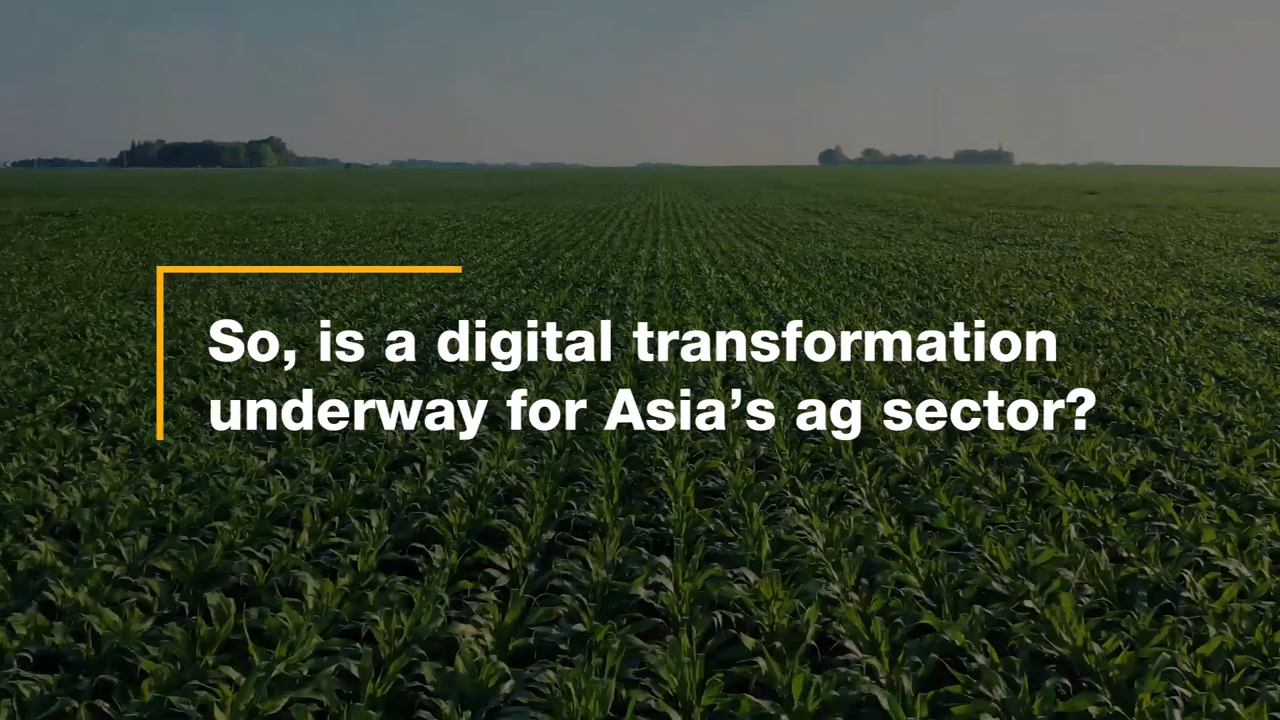 So, is a digital transformation
underway for Asia’s ag sector?